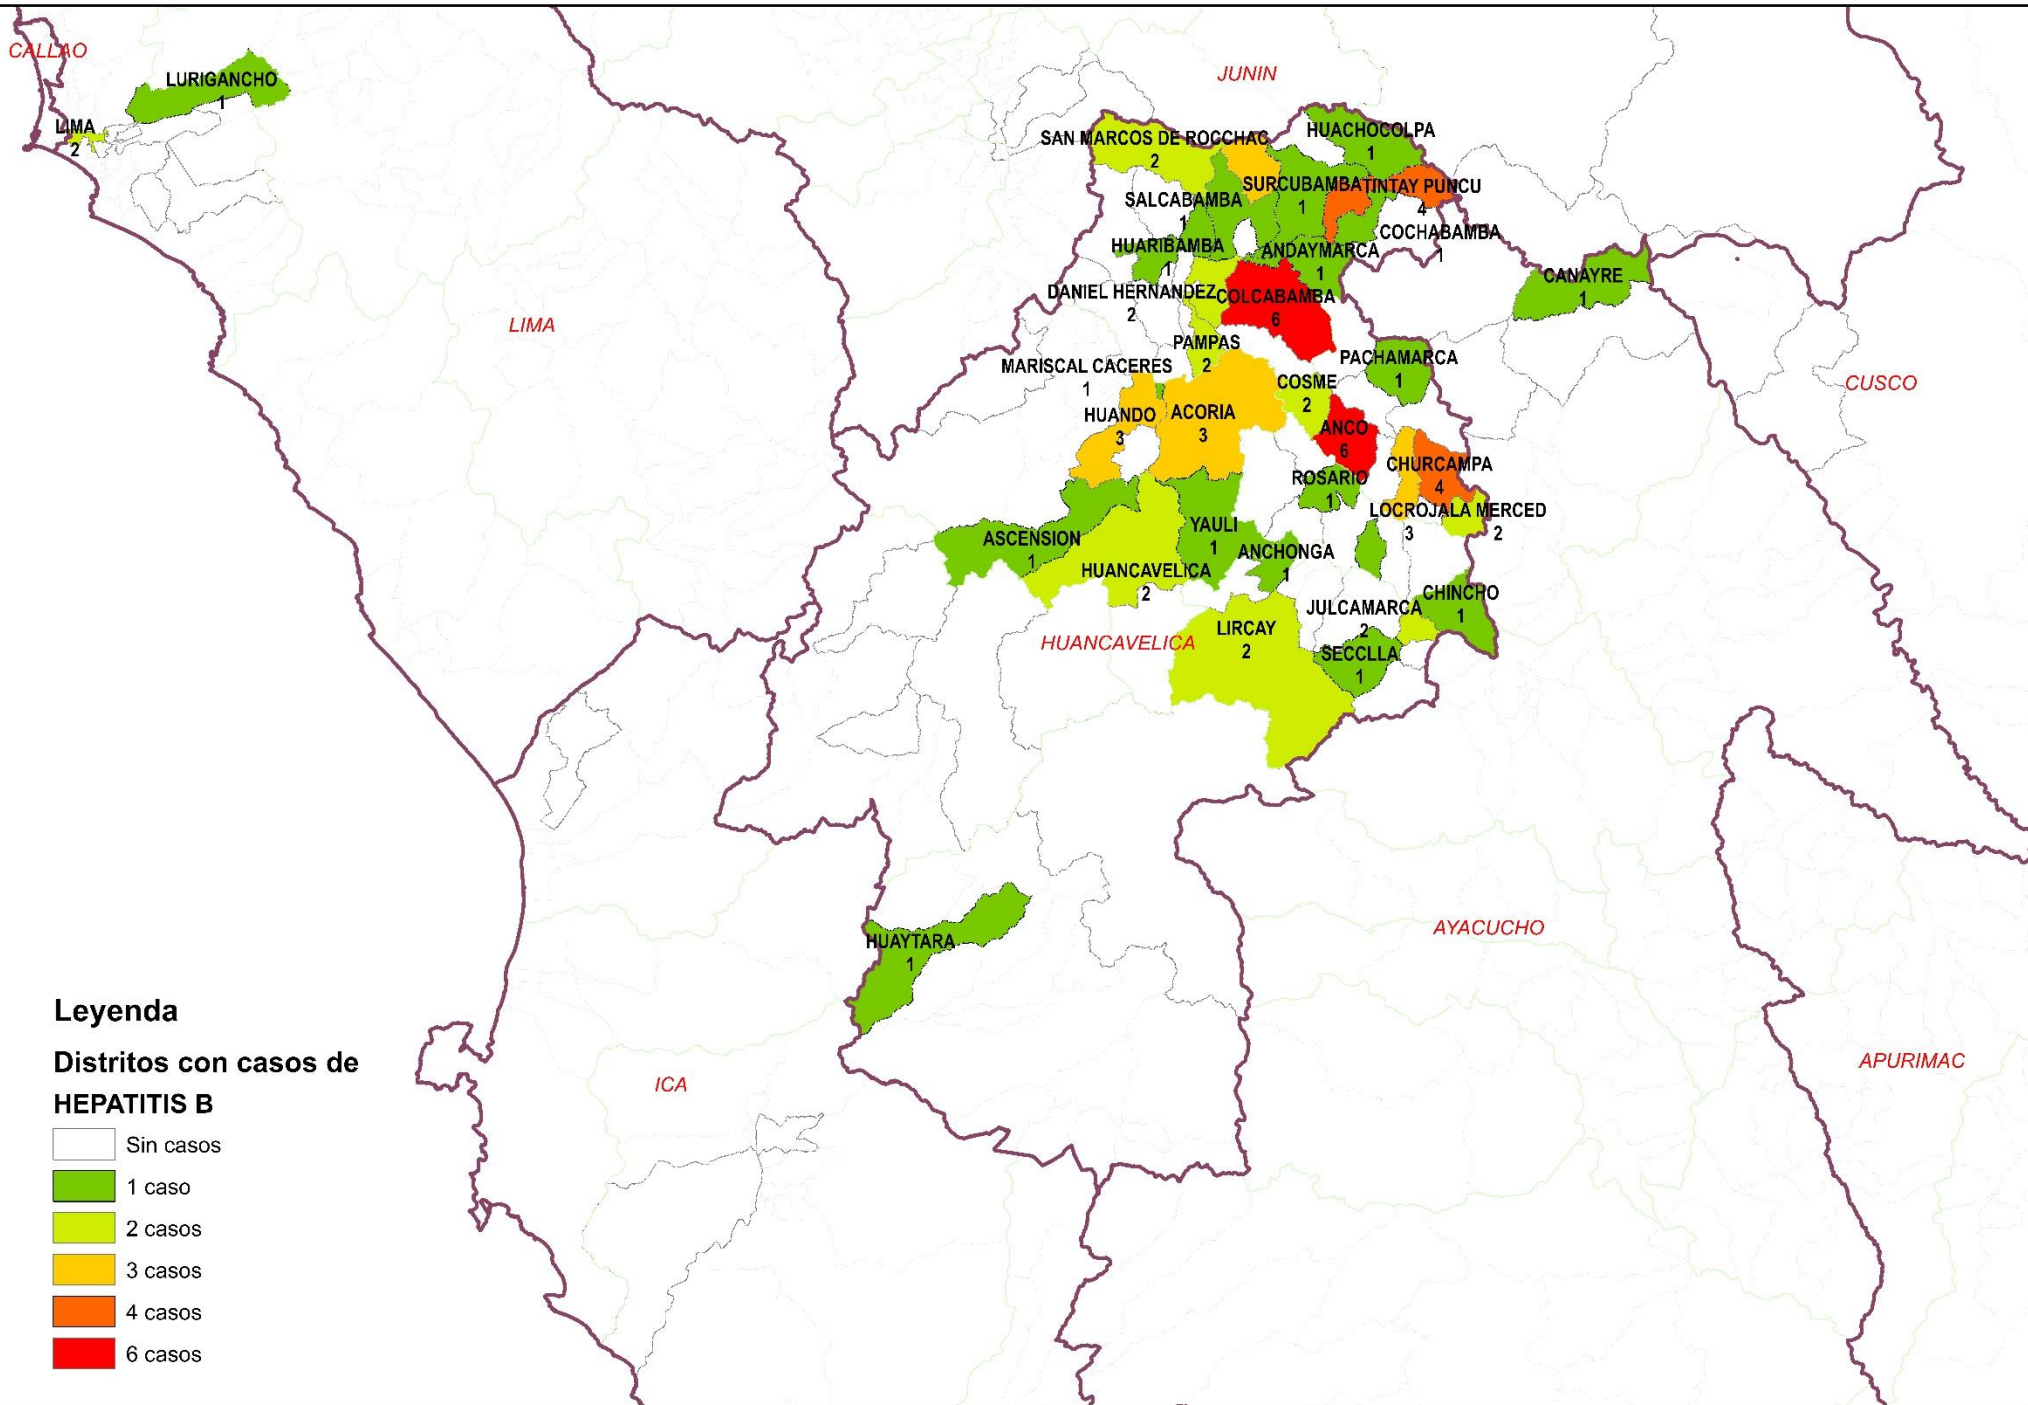 CALLAO
LURIGANCHO
1
LIMA
2
JUNIN
SAN MARCOS DE ROCCHAC
2
HUACHOCOLPA
1
SURCUBAMBA
1
TINTAY PUNCU
4
SALCABAMBA
1
COCHABAMBA
1
HUARIBAMBA
1
ANDAYMARCA
1
CANAYRE
1
DANIEL HERNANDEZ
2
COLCABAMBA
6
LIMA
PAMPAS
2
PACHAMARCA
1
MARISCAL CACERES
1
COSME
2
CUSCO
HUANDO
3
ACORIA
3
ANCO
6
CHURCAMPA
4
ROSARIO
1
LOCROJA
3
LA MERCED
2
ASCENSION
1
YAULI
1
ANCHONGA
1
HUANCAVELICA
2
CHINCHO
1
JULCAMARCA
2
LIRCAY
2
HUANCAVELICA
SECCLLA
1
HUAYTARA
1
AYACUCHO
APURIMAC
ICA
Leyenda
Distritos con casos de
HEPATITIS B
Sin casos
1 caso
2 casos
3 casos
4 casos
6 casos